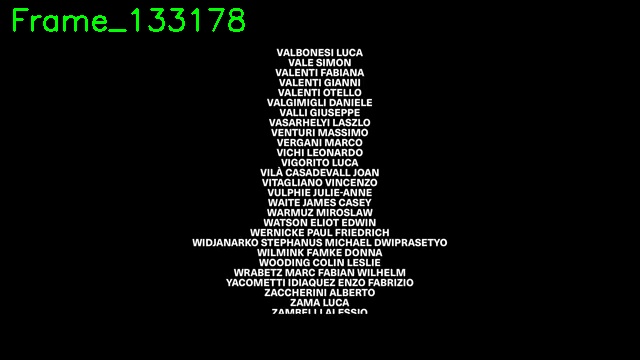 Frame_133178
VALBONESI LUCA
VALE SIMON
VALENTI FABIANA
VALENTI GIANNI
VALENTI OTELLO
VALGIMIGLI DANIELE
VALLI GIUSEPPE
VASARHELYI LASZLO
VENTURI MASSIMO
VERGANI MARCO
VICHI LEONARDO
VIGORITO LUCA
VILÀ CASADEVALL JOAN
VITAGLIANO VINCENZO
VULPHIE JULIE-ANNE
WAITE JAMES CASEY
WARMUZ MIROSLAW
WATSON ELIOT EDWIN
WERNICKE PAUL FRIEDRICH
WIDJANARKO STEPHANUS MICHAEL DWIPRASETYO
WILMINK FAMKE DONNA
WOODING COLIN LESLIE
WRABETZ MARC FABIAN WILHELM
YACOMETTI IDIAQUEZ ENZO FABRIZIO
ZACCHERINI ALBERTO
ZAMA LUCA
ZAMBELLI ALESSIO